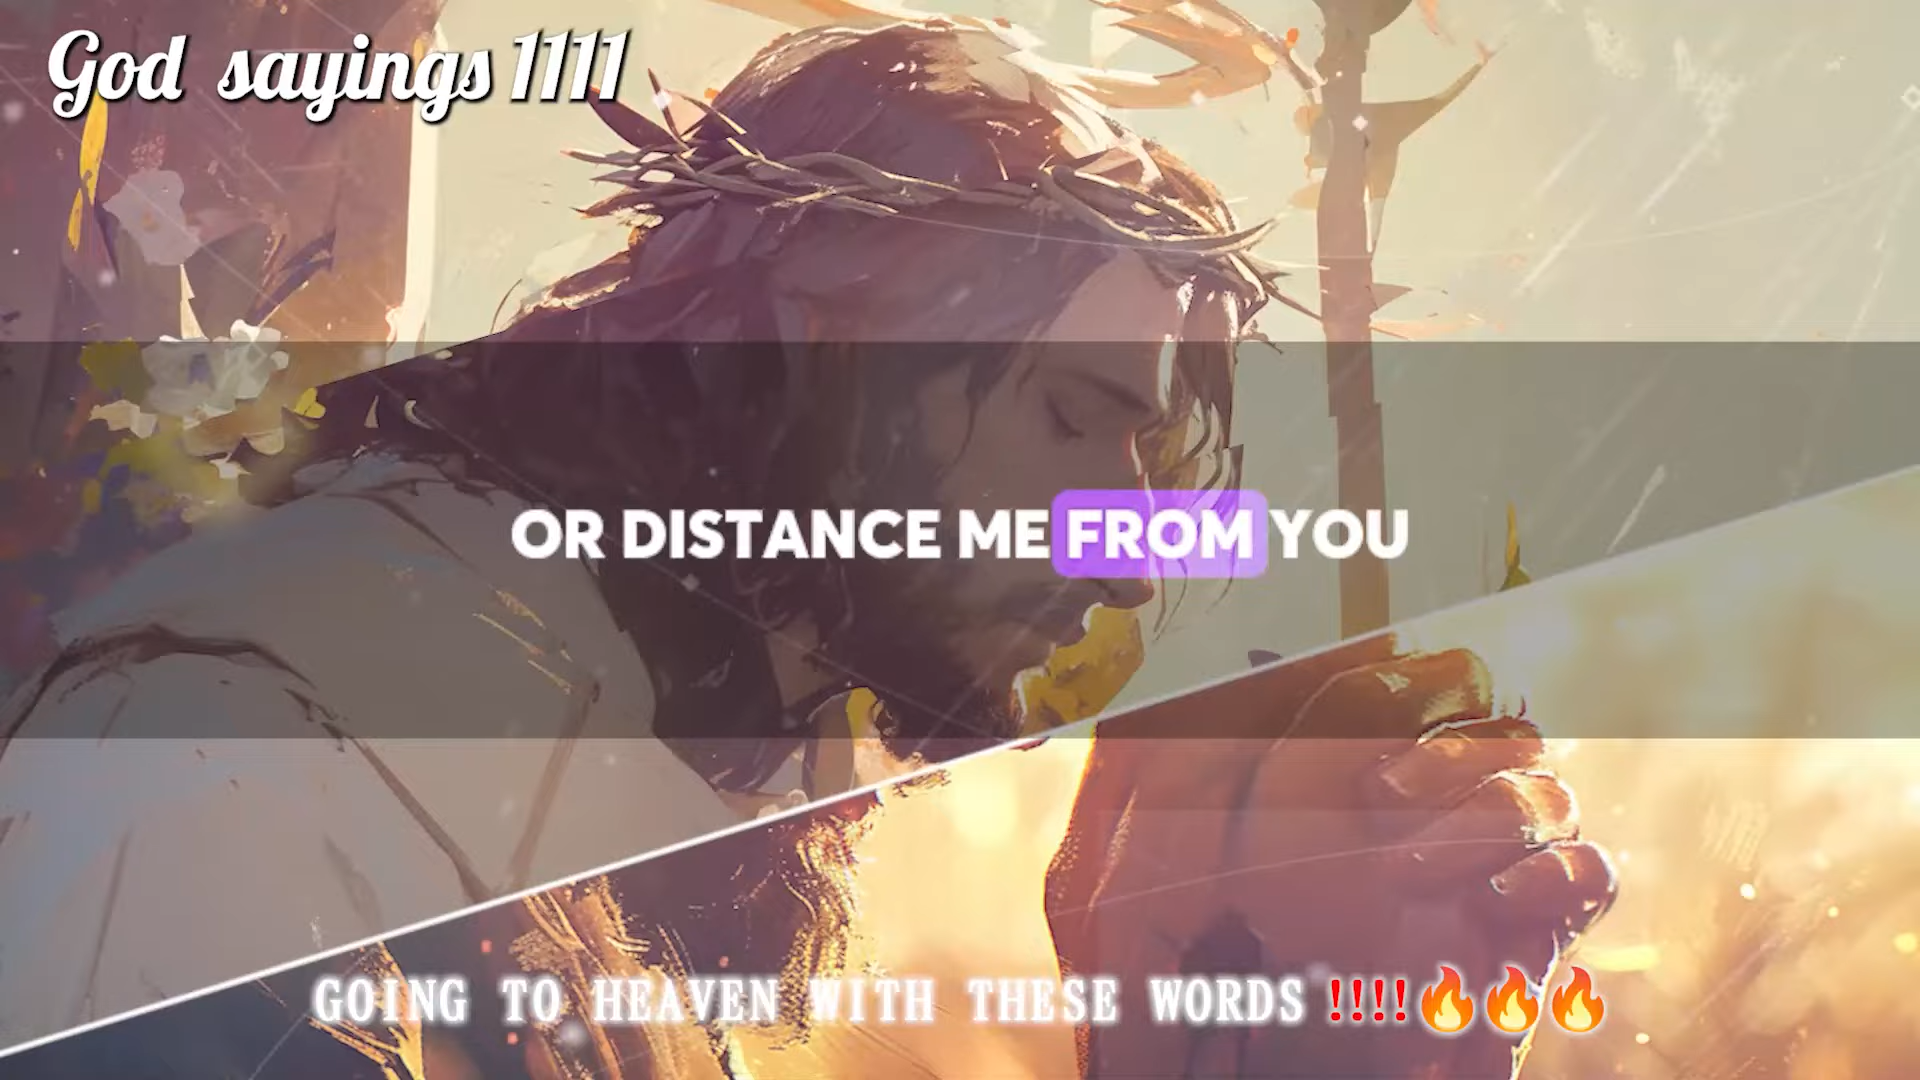 God sayings 1111
OR DISTANCE ME FROM YOU
GOING TO HEAVEN WITH THESE WORDS !!!!🔥🔥🔥